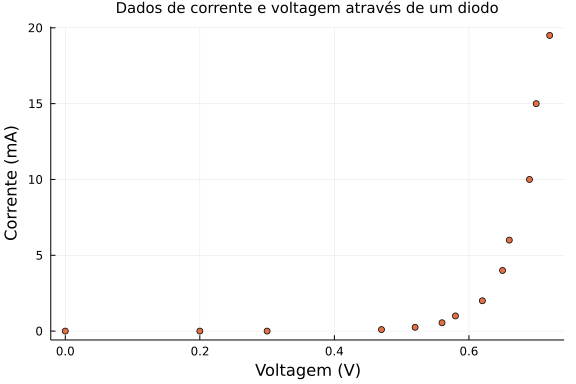 Dados de corrente e voltagem através de um diodo
20
15
10
5
0
Corrente (mA)
0.0 0.2 0.4 0.6
Voltagem (V)